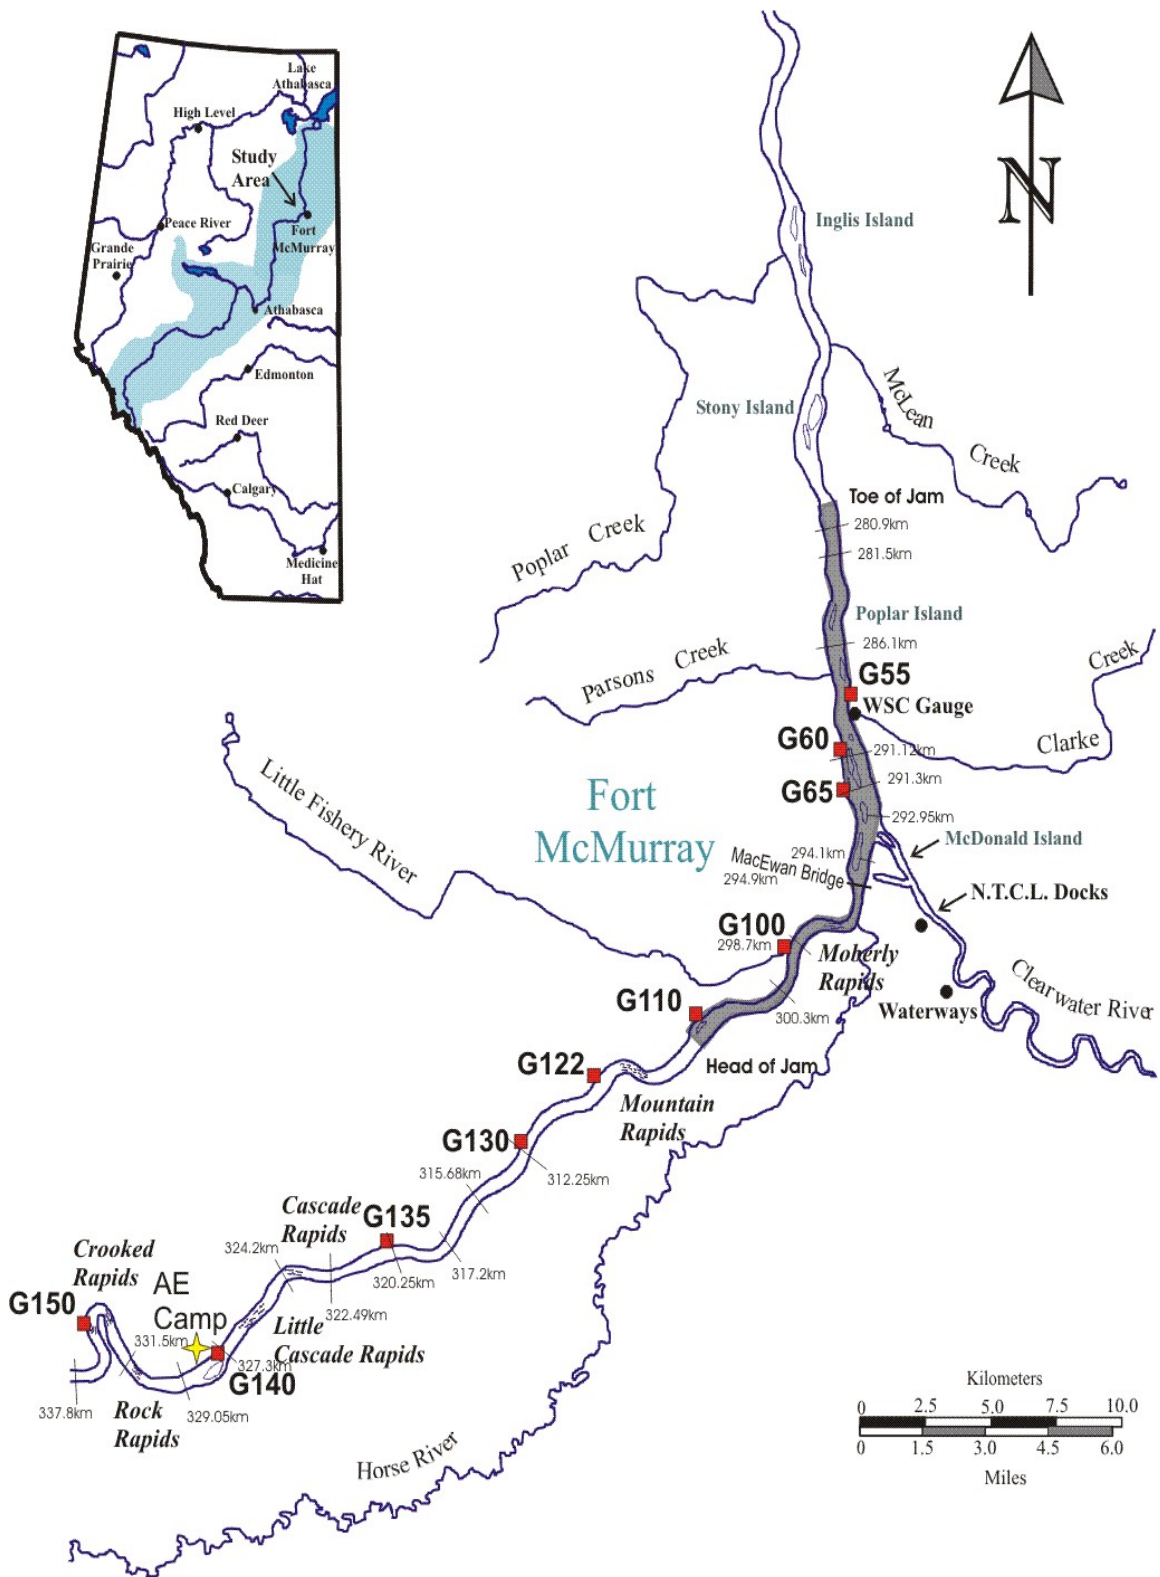 Lake
Athabasca
High Level
Study
Area
Peace River
Fort
McMurray
Grande
Prairie
Athabasca
Edmonton
Red Deer
Calgary
Medicine
Hat
N
Inglis Island
McLean
Creek
Stony Island
Toe of Jam
280.9km
281.5km
Poplar Creek
Poplar Island
286.1km
Parsons Creek
G55
WSC Gauge
Clarke Creek
G60
291.12km
291.3km
G65
292.95km
Little Fishery River
Fort
McMurray
McDonald Island
294.1km
MacEwan Bridge
294.9km
N.T.C.L. Docks
G100
298.7km
Moberly
Rapids
Clearwater River
Waterways
G110
300.3km
Head of Jam
G122
Mountain
Rapids
G130
312.25km
315.68km
Cascade
Rapids
G135
317.2km
320.25km
324.2km
322.49km
Crooked
Rapids
AE
Camp
G150
331.5km
Little
Cascade Rapids
327.3km
G140
337.8km
329.05km
Rock
Rapids
Horse River
Kilometers
0 2.5 5.0 7.5 10.0
0 1.5 3.0 4.5 6.0
Miles